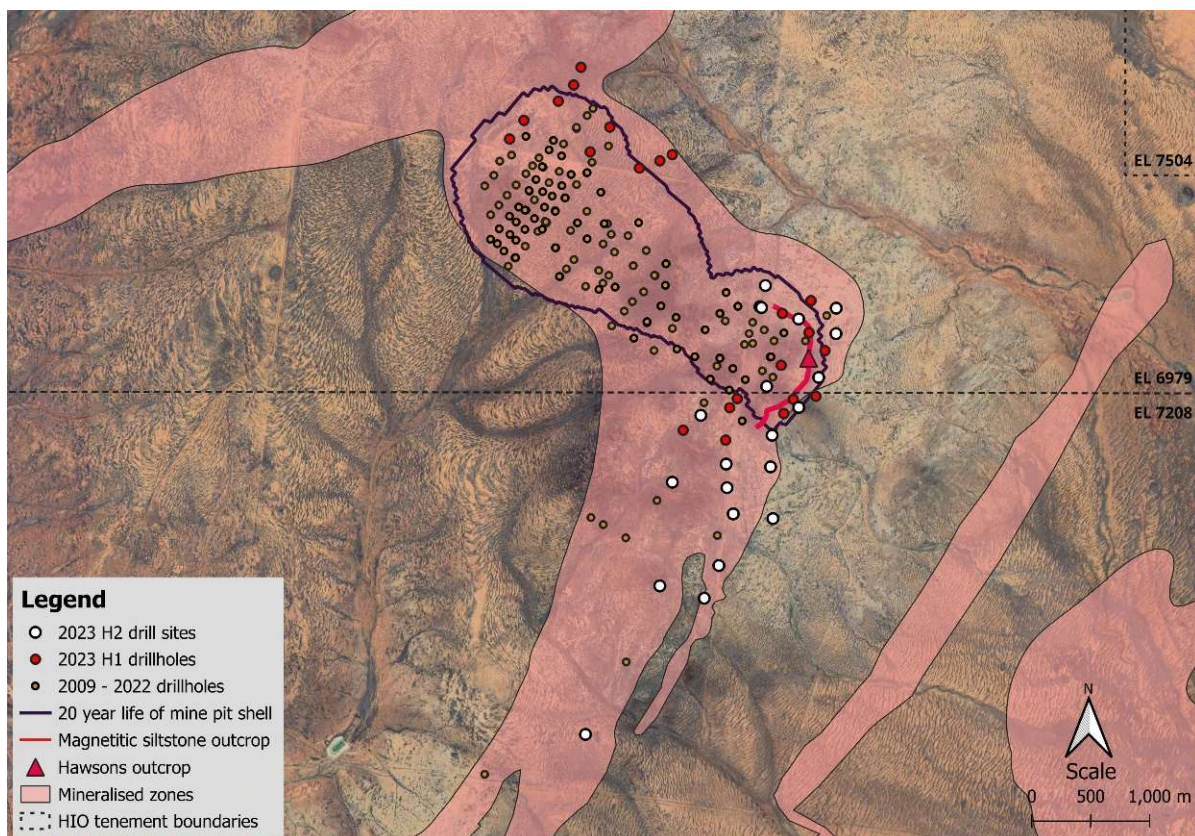 EL 7504
EL 6979
EL 7208
Legend
2023 H2 drill sites
2023 H1 drillholes
2009 - 2022 drillholes
20 year life of mine pit shell
Magnetitic siltstone outcrop
Hawsons outcrop
Mineralised zones
HIO tenement boundaries
N
Scale
0 500 1,000 m